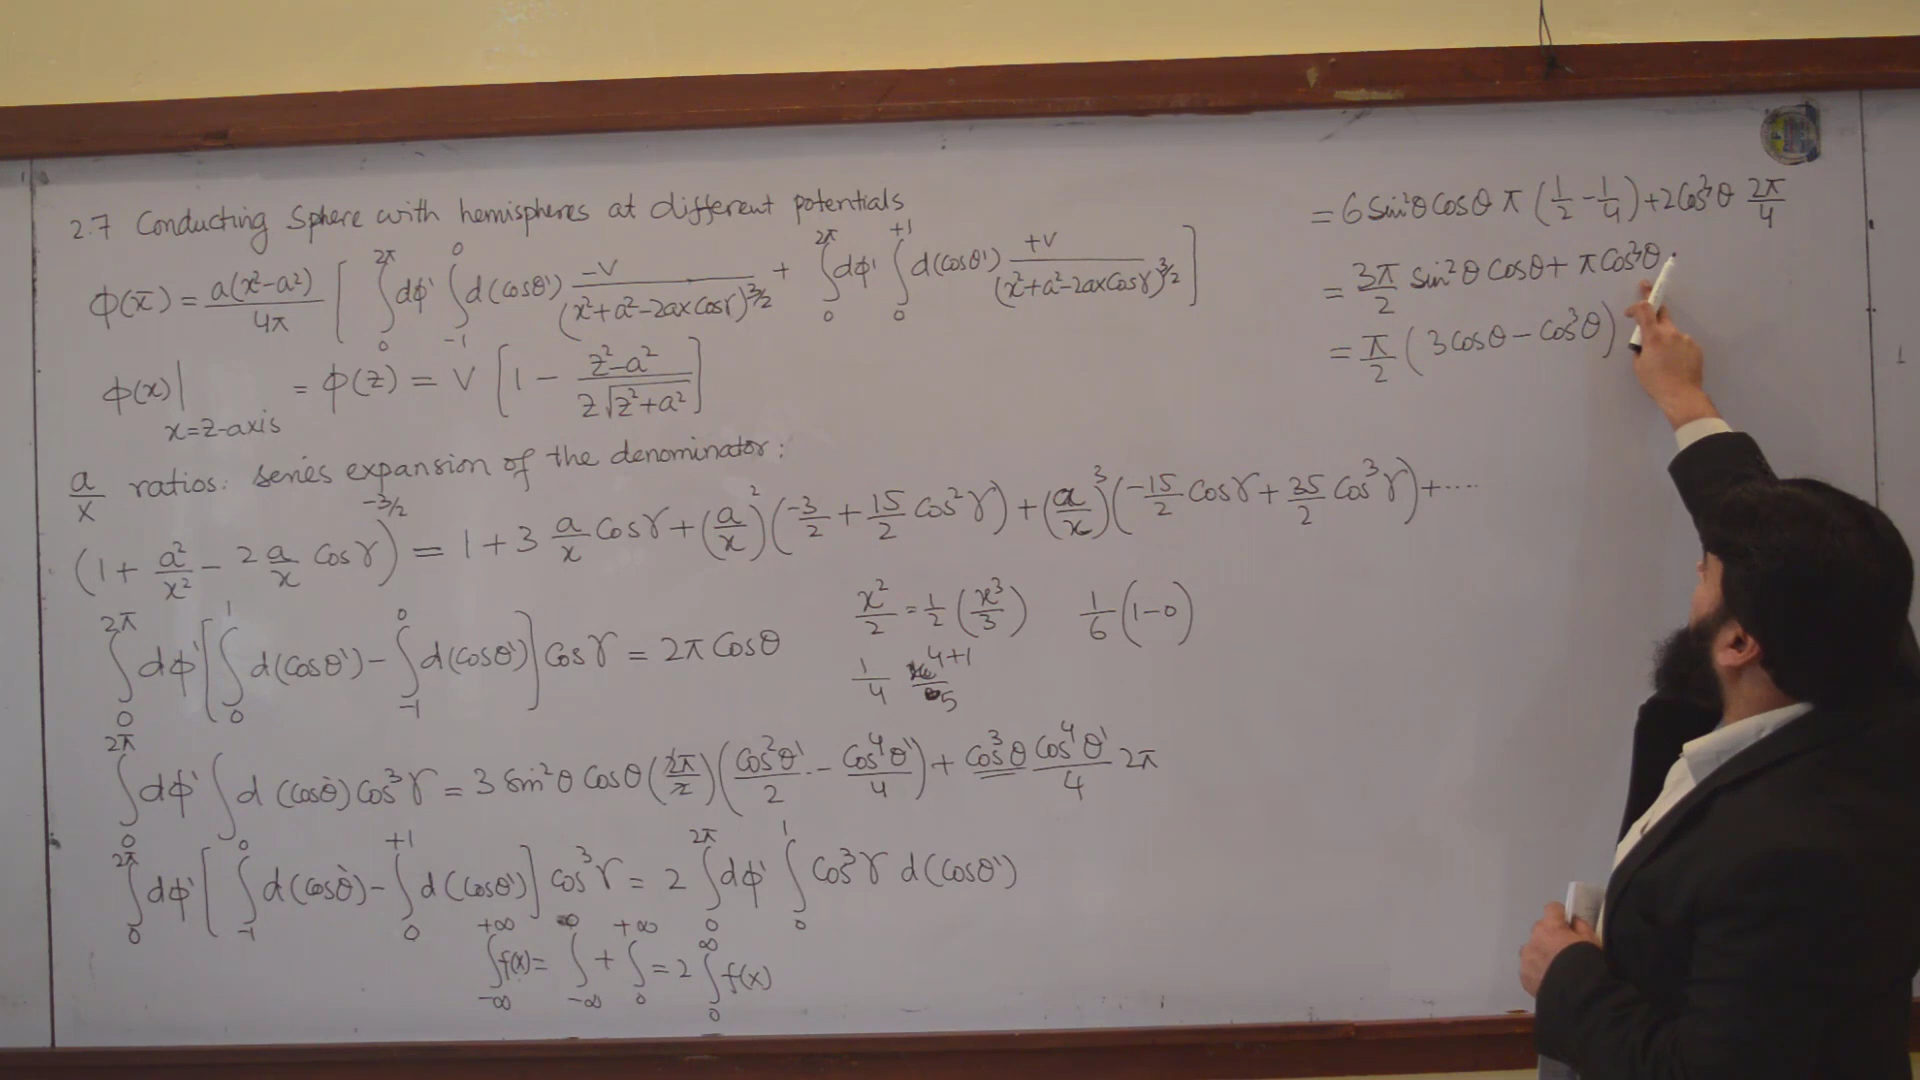 2.7 Conducting Sphere with hemispheres at different potentials
Φ(x̄) = a(x²-a²)/4π [ ∫₀^2π dφ' ∫₋₁^0 d(cosθ') -V/(x²+a²-2ax Cosγ)^3/2 + ∫₀^2π dφ' ∫₀^+1 d(cosθ') +V/(x²+a²-2axCosγ)^3/2 ]
Φ(x)| x=z-axis = Φ(z) = V [1 - z²-a²/z√z²+a²]
a/x ratios: series expansion of the denominator:
(1 + a²/x² - 2 a/x Cosγ)^-3/2 = 1 + 3 a/x Cosγ + (a/x)² (-3/2 + 15/2 Cos²γ) + (a/x)³ (-15/2 Cosγ + 35/2 Cos³γ) + ....
∫₀^2π dφ' [∫₀^1 d(cosθ') - ∫₋₁^0 d(cosθ')] Cosγ = 2π Cosθ
x²/2 = 1/2 (x³/3) 1/6 (1-0)
1/4 4+1/5
∫₀^2π dφ' ∫ d(cosθ') Cos³γ = 3 Sin²θ Cosθ (2π/2) (Cos²θ'/2 - Cos⁴θ'/4) + Cos³θ Cos⁴θ'/4 2π
∫₀^2π dφ' [∫₋₁^0 d(cosθ') - ∫₀^+1 d(cosθ')] cos³γ = 2 ∫₀^2π dφ' ∫₀^1 Cos³γ d(cosθ')
∫₋∞^+∞ f(x) = ∫₋∞^∞ + ∫₀^+∞ = 2 ∫₀^∞ f(x)
= 6 Sin²θ Cosθ π (1/2 - 1/4) + 2 Cos³θ 2π/4
= 3π/2 Sin²θ Cosθ + π Cos³θ
= π/2 (3cosθ - cos³θ)